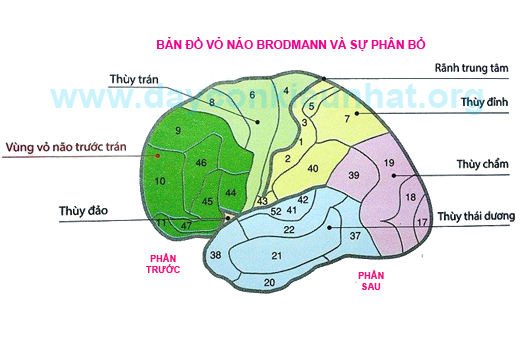 BẢN ĐỒ VỎ NÃO BRODMANN VÀ SỰ PHÂN BỐ
Rãnh trung tâm
Thùy trán
www.dayconkieunhat.org
Thùy đỉnh
Vùng vỏ não trước trán
Thùy chẩm
Thùy đảo
Thùy thái dương
PHẦN
TRƯỚC
PHẦN
SAU
4
6
8
5
3
7
9
1
2
46
10
40
39
19
44
45
43
42
52
41
18
17
11
47
22
37
38
21
20